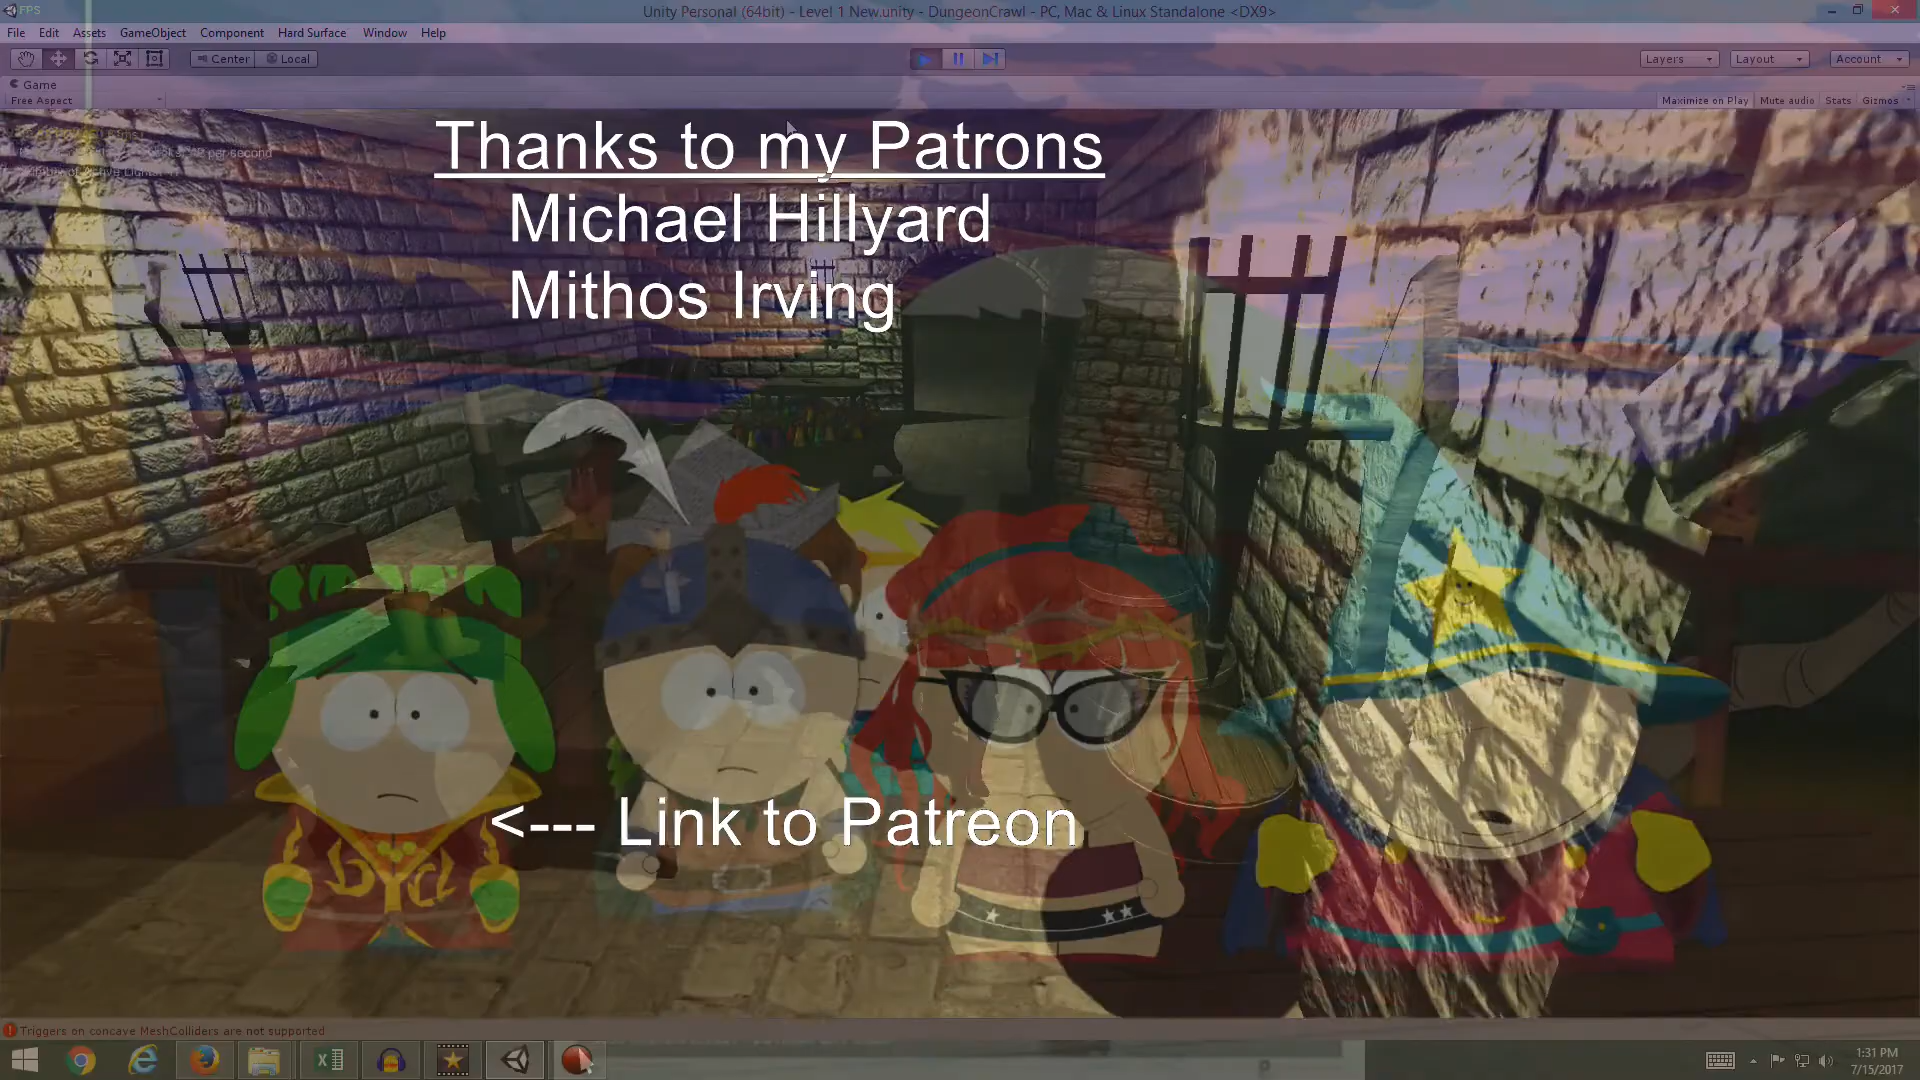 FPS
Unity Personal (64bit) - Level 1 New.unity - DungeonCrawl - PC, Mac & Linux Standalone <DX9>
File Edit Assets GameObject Component Hard Surface Window Help
Center Local Layers Layout Account
Game
Free Aspect Maximize on Play Mute audio Stats Gizmos
per second
Thanks to my Patrons
Michael Hillyard
Mithos Irving
<--- Link to Patreon
Triggers on concave MeshColliders are not supported
1:31 PM
7/15/2017